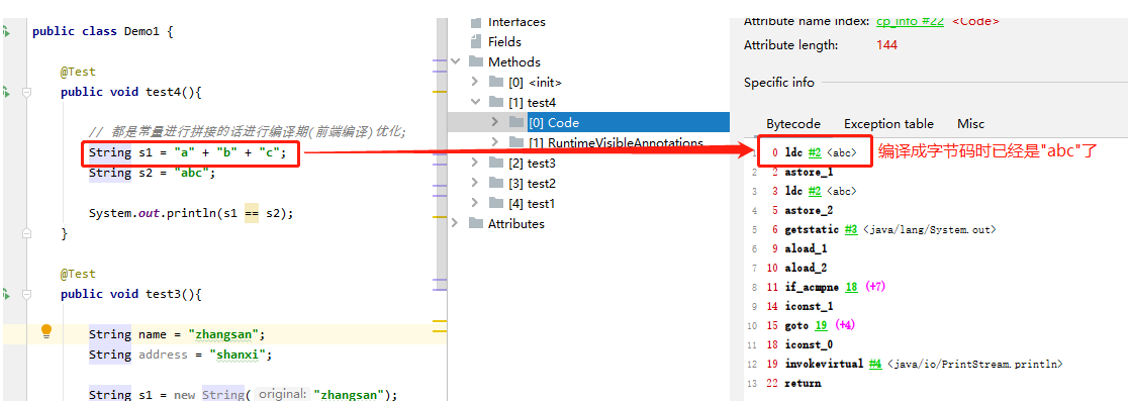 public class Demo1 {
@Test
public void test4(){
// 都是常量进行拼接的话进行编译期(前端编译)优化;
String s1 = "a" + "b" + "c";
String s2 = "abc";
System.out.println(s1 == s2);
}
@Test
public void test3(){
String name = "zhangsan";
String address = "shanxi";
String s1 = new String( original: "zhangsan");
Interfaces
Fields
Methods
[0] <init>
[1] test4
[0] Code
[1] RuntimeVisibleAnnotations
[2] test3
[3] test2
[4] test1
Attributes
Attribute name index: cp_info #22 <Code>
Attribute length: 144
Specific info
Bytecode Exception table Misc
1 0 ldc #2 <abc> 编译成字节码时已经是"abc"了
2 2 astore_1
3 3 ldc #2 <abc>
4 5 astore_2
5 6 getstatic #3 <java/lang/System.out>
6 9 aload_1
7 10 aload_2
8 11 if_acmpne 18 (+7)
9 14 iconst_1
10 15 goto 19 (+4)
11 18 iconst_0
12 19 invokevirtual #4 <java/io/PrintStream.println>
13 22 return